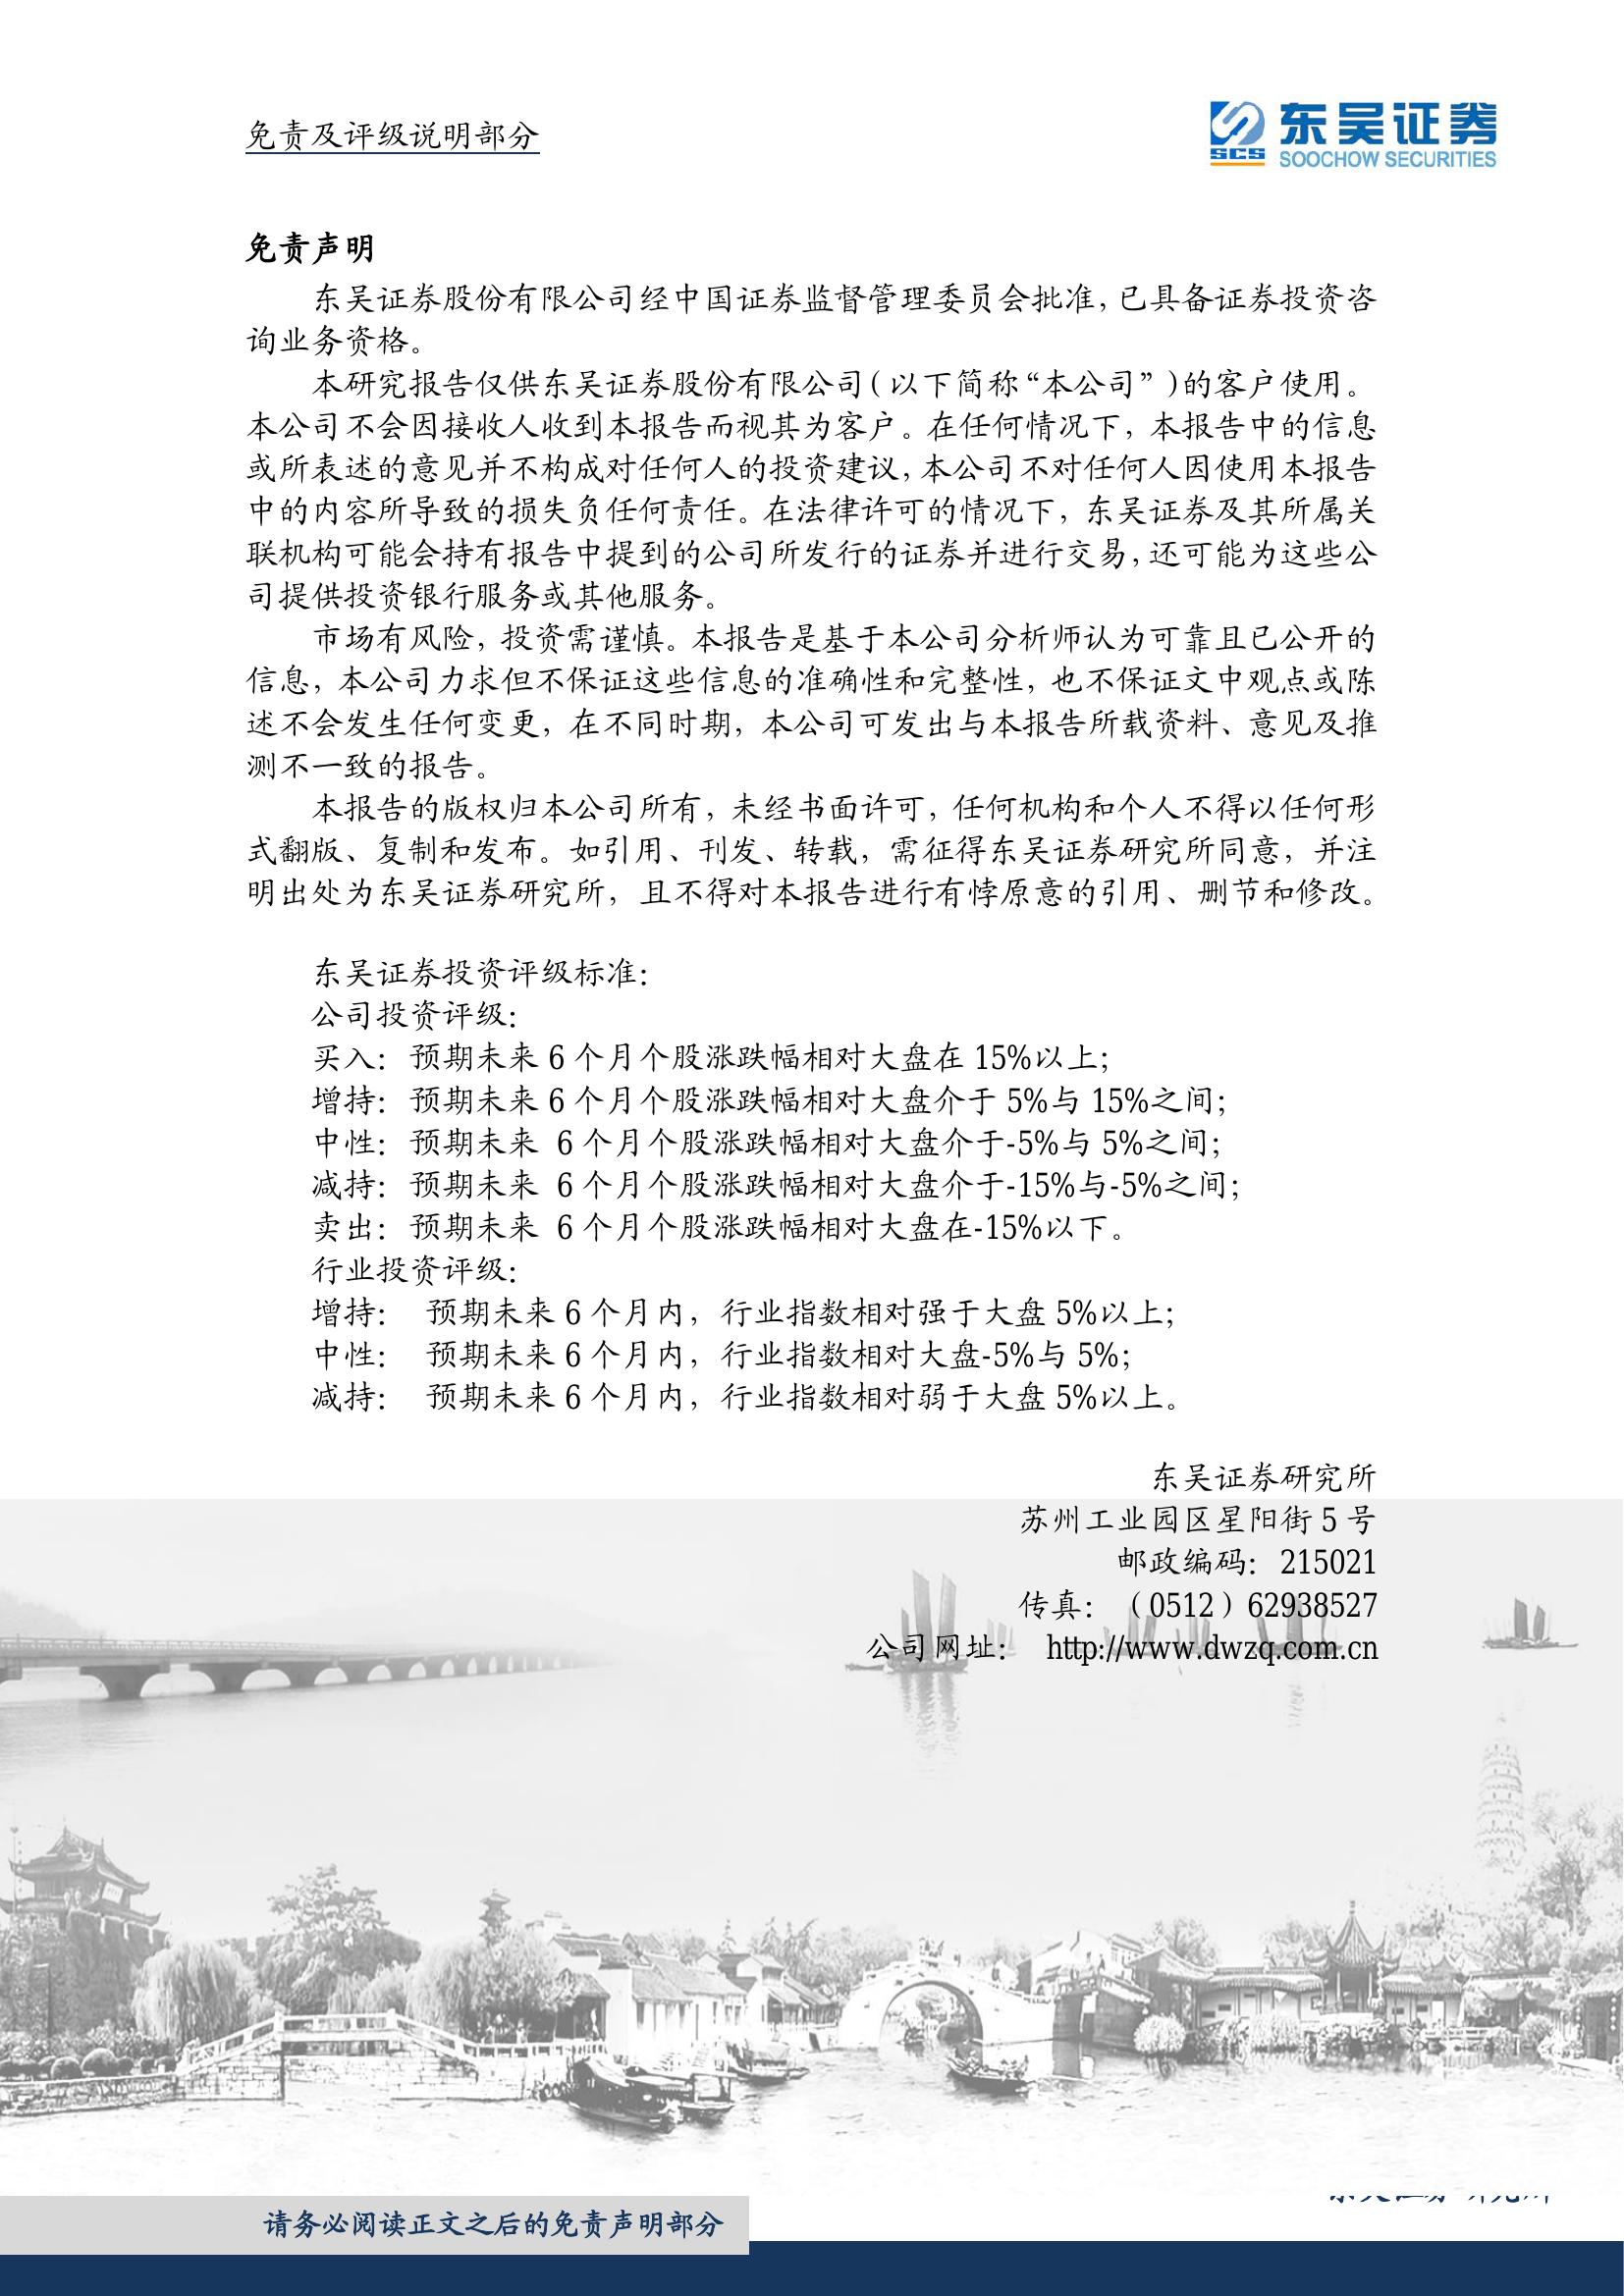 免责及评级说明部分
SCS 东吴证券
SOOCHOW SECURITIES
免责声明
东吴证券股份有限公司经中国证券监督管理委员会批准，已具备证券投资咨
询业务资格。
本研究报告仅供东吴证券股份有限公司（以下简称“本公司”）的客户使用。
本公司不会因接收人收到本报告而视其为客户。在任何情况下，本报告中的信息
或所表述的意见并不构成对任何人的投资建议，本公司不对任何人因使用本报告
中的内容所导致的损失负任何责任。在法律许可的情况下，东吴证券及其所属关
联机构可能会持有报告中提到的公司所发行的证券并进行交易，还可能为这些公
司提供投资银行服务或其他服务。
市场有风险，投资需谨慎。本报告是基于本公司分析师认为可靠且已公开的
信息，本公司力求但不保证这些信息的准确性和完整性，也不保证文中观点或陈
述不会发生任何变更，在不同时期，本公司可发出与本报告所载资料、意见及推
测不一致的报告。
本报告的版权归本公司所有，未经书面许可，任何机构和个人不得以任何形
式翻版、复制和发布。如引用、刊发、转载，需征得东吴证券研究所同意，并注
明出处为东吴证券研究所，且不得对本报告进行有悖原意的引用、删节和修改。
东吴证券投资评级标准：
公司投资评级：
买入：预期未来 6 个月个股涨跌幅相对大盘在 15%以上；
增持：预期未来 6 个月个股涨跌幅相对大盘介于 5%与 15%之间；
中性：预期未来 6 个月个股涨跌幅相对大盘介于-5%与 5%之间；
减持：预期未来 6 个月个股涨跌幅相对大盘介于-15%与-5%之间；
卖出：预期未来 6 个月个股涨跌幅相对大盘在-15%以下。
行业投资评级：
增持： 预期未来 6 个月内，行业指数相对强于大盘 5%以上；
中性： 预期未来 6 个月内，行业指数相对大盘-5%与 5%；
减持： 预期未来 6 个月内，行业指数相对弱于大盘 5%以上。
东吴证券研究所
苏州工业园区星阳街 5 号
邮政编码：215021
传真：（0512）62938527
公司网址： http://www.dwzq.com.cn
请务必阅读正文之后的免责声明部分